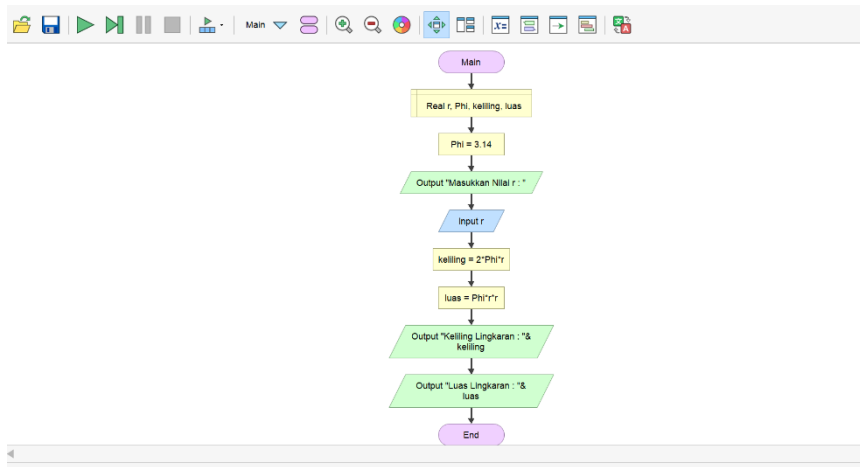 Main
Main
Real r, Phi, keliling, luas
Phi = 3.14
Output "Masukkan Nilai r : "
Input r
keliling = 2*Phi*r
luas = Phi*r*r
Output "Keliling Lingkaran : "&
keliling
Output "Luas Lingkaran : "&
luas
End